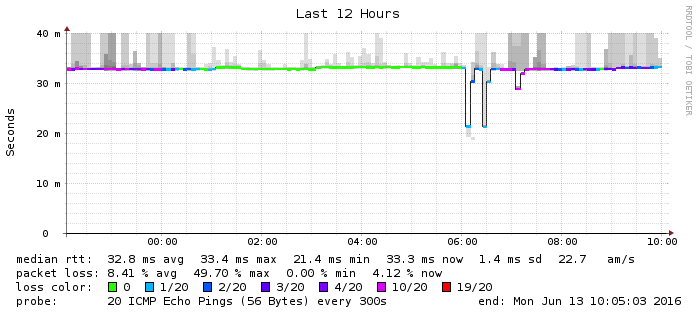 Last 12 Hours
RRDTOOL / TOBI OETIKER
Seconds
40 m
30 m
20 m
10 m
0
00:00 02:00 04:00 06:00 08:00 10:00
median rtt: 32.8 ms avg 33.4 ms max 21.4 ms min 33.3 ms now 1.4 ms sd 22.7 am/s
packet loss: 8.41 % avg 49.70 % max 0.00 % min 4.12 % now
loss color: 0 1/20 2/20 3/20 4/20 10/20 19/20
probe: 20 ICMP Echo Pings (56 Bytes) every 300s end: Mon Jun 13 10:05:03 2016